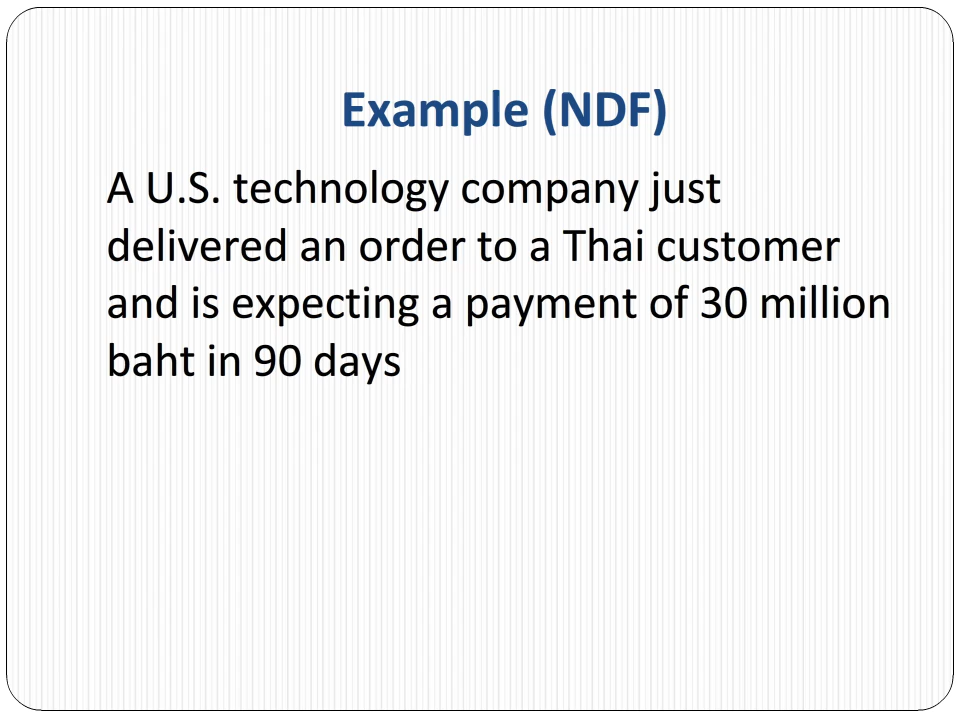 Example (NDF)
A U.S. technology company just
delivered an order to a Thai customer
and is expecting a payment of 30 million
baht in 90 days